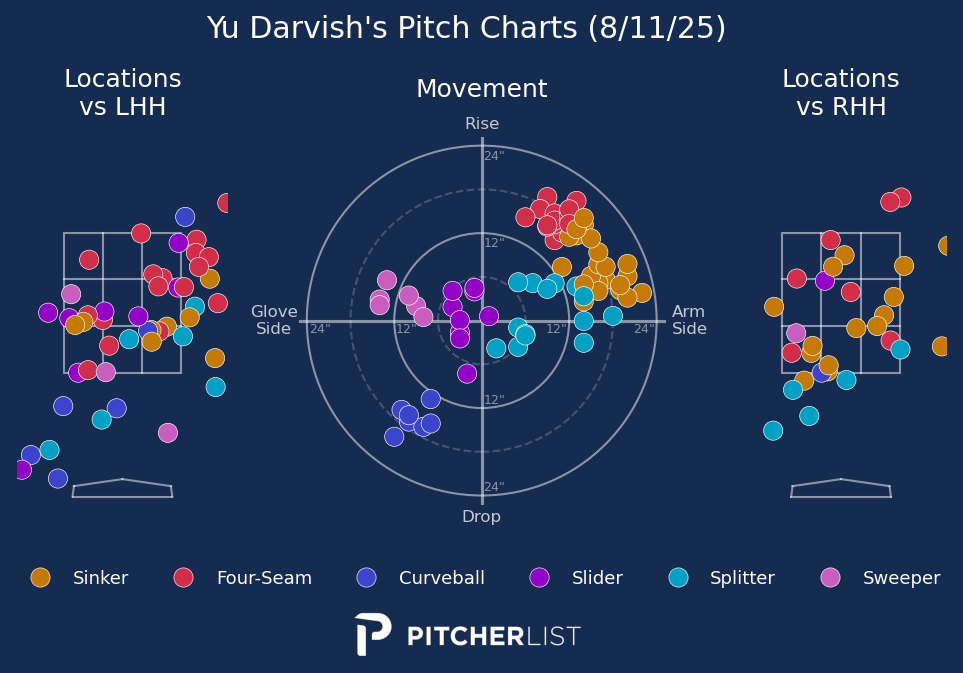 Yu Darvish's Pitch Charts (8/11/25)
Locations
vs LHH
Movement
Locations
vs RHH
Rise
24"
12"
Glove
Side
24"
12"
12"
24"
Arm
Side
12"
24"
Drop
Sinker
Four-Seam
Curveball
Slider
Splitter
Sweeper
PITCHERLIST